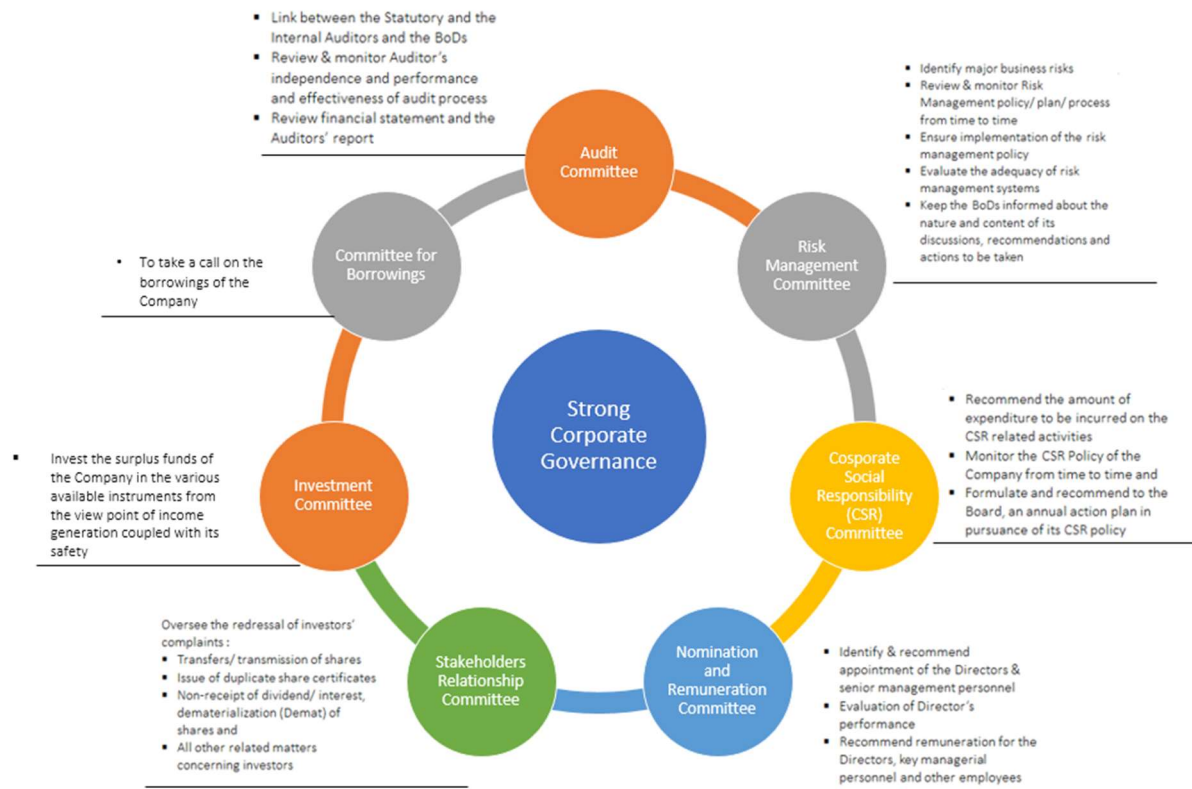 ▪ Link between the Statutory and the
Internal Auditors and the BoDs
▪ Review & monitor Auditor's
independence and performance
and effectiveness of audit process
▪ Review financial statement and the
Auditors' report
Audit
Committee
▪ Identify major business risks
▪ Review & monitor Risk
Management policy/ plan/ process
from time to time
▪ Ensure implementation of the risk
management policy
▪ Evaluate the adequacy of risk
management systems
▪ Keep the BoDs informed about the
nature and content of its
discussions, recommendations and
actions to be taken
Risk
Management
Committee
Committee for
Borrowings
• To take a call on the
borrowings of the
Company
Strong
Corporate
Governance
▪ Recommend the amount of
expenditure to be incurred on the
CSR related activities
▪ Monitor the CSR Policy of the
Company from time to time and
▪ Formulate and recommend to the
Board, an annual action plan in
pursuance of its CSR policy
Cosporate
Social
Responsibility
(CSR)
Committee
▪ Invest the surplus funds of
the Company in the various
available instruments from
the view point of income
generation coupled with its
safety
Investment
Committee
Oversee the redressal of investors'
complaints :
▪ Transfers/ transmission of shares
▪ Issue of duplicate share certificates
▪ Non-receipt of dividend/ interest,
dematerialization (Demat) of
shares and
▪ All other related matters
concerning investors
Stakeholders
Relationship
Committee
Nomination
and
Remuneration
Committee
▪ Identify & recommend
appointment of the Directors &
senior management personnel
▪ Evaluation of Director's
performance
▪ Recommend remuneration for the
Directors, key managerial
personnel and other employees